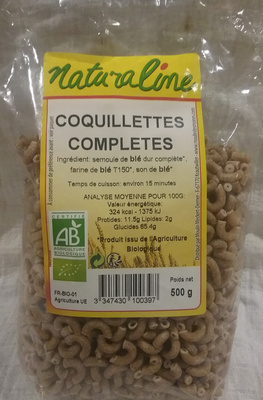 Naturaline
COQUILLETTES
COMPLETES
Ingrédient: semoule de blé dur complète*,
farine de blé T150*, son de blé*
Temps de cuisson: environ 15 minutes
ANALYSE MOYENNE POUR 100G
Valeur énergétique:
324 kcal - 1375 kJ
Protides: 11.5g Lipides: 2g
Glucides 65.4g
*Produit issu de l'Agriculture
Biologique
CERTIFIÉ
AB
AGRICULTURE
BIOLOGIQUE
FR-BIO-01
Agriculture UE
3 347430 100397
Poids net
500 g